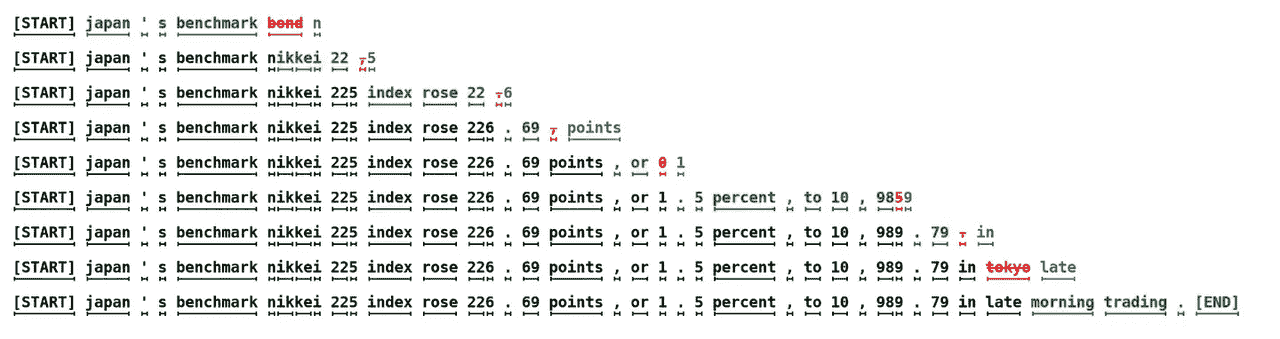 [START] japan ' s benchmark bond n
[START] japan ' s benchmark nikkei 22 ,5
[START] japan ' s benchmark nikkei 225 index rose 22 .6
[START] japan ' s benchmark nikkei 225 index rose 226 . 69 , points
[START] japan ' s benchmark nikkei 225 index rose 226 . 69 points , or 0 1
[START] japan ' s benchmark nikkei 225 index rose 226 . 69 points , or 1 . 5 percent , to 10 , 9859
[START] japan ' s benchmark nikkei 225 index rose 226 . 69 points , or 1 . 5 percent , to 10 , 989 . 79 , in
[START] japan ' s benchmark nikkei 225 index rose 226 . 69 points , or 1 . 5 percent , to 10 , 989 . 79 in tokyo late
[START] japan ' s benchmark nikkei 225 index rose 226 . 69 points , or 1 . 5 percent , to 10 , 989 . 79 in late morning trading . [END]